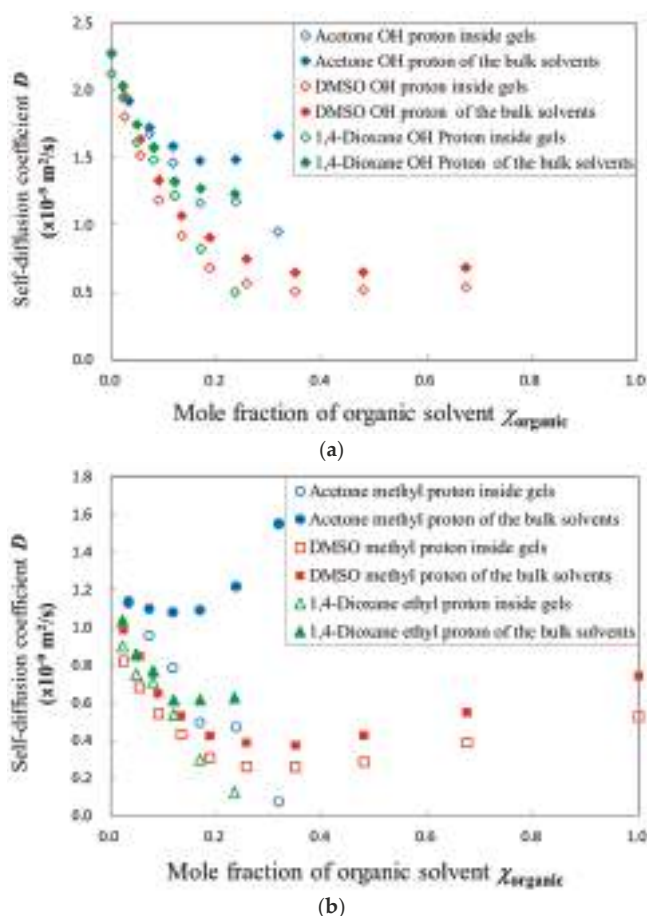 2.5
2.0
1.5
1.0
0.5
0.0
Self-diffusion coefficient D
(x10⁻⁹ m²/s)
Acetone OH proton inside gels
Acetone OH proton of the bulk solvents
DMSO OH proton inside gels
DMSO OH proton of the bulk solvents
1,4-Dioxane OH Proton inside gels
1,4-Dioxane OH Proton of the bulk solvents
0.0 0.2 0.4 0.6 0.8 1.0
Mole fraction of organic solvent χorganic
(a)
1.8
1.6
1.4
1.2
1.0
0.8
0.6
0.4
0.2
0.0
Self-diffusion coefficient D
(x10⁻⁹ m²/s)
Acetone methyl proton inside gels
Acetone methyl proton of the bulk solvents
DMSO methyl proton inside gels
DMSO methyl proton of the bulk solvents
1,4-Dioxane ethyl proton inside gels
1,4-Dioxane ethyl proton of the bulk solvents
0.0 0.2 0.4 0.6 0.8 1.0
Mole fraction of organic solvent χorganic
(b)